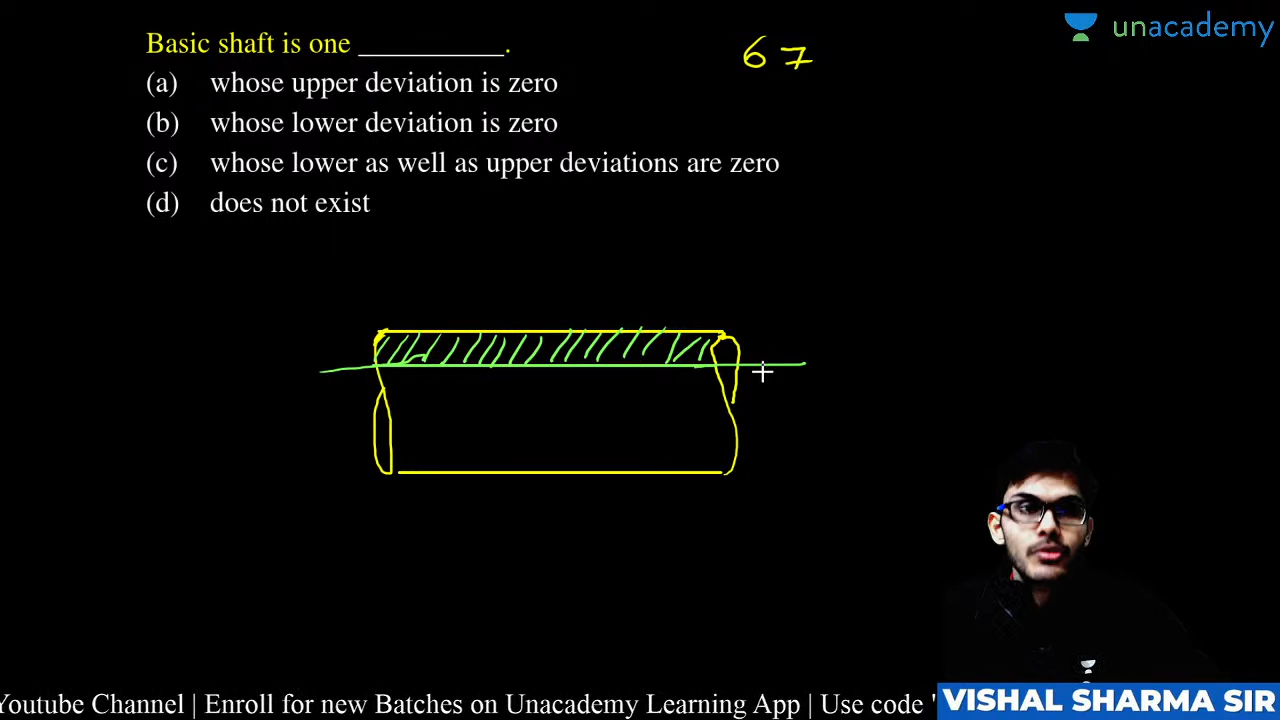 Basic shaft is one __________.
67
unacademy
(a) whose upper deviation is zero
(b) whose lower deviation is zero
(c) whose lower as well as upper deviations are zero
(d) does not exist
Youtube Channel | Enroll for new Batches on Unacademy Learning App | Use code '
VISHAL SHARMA SIR